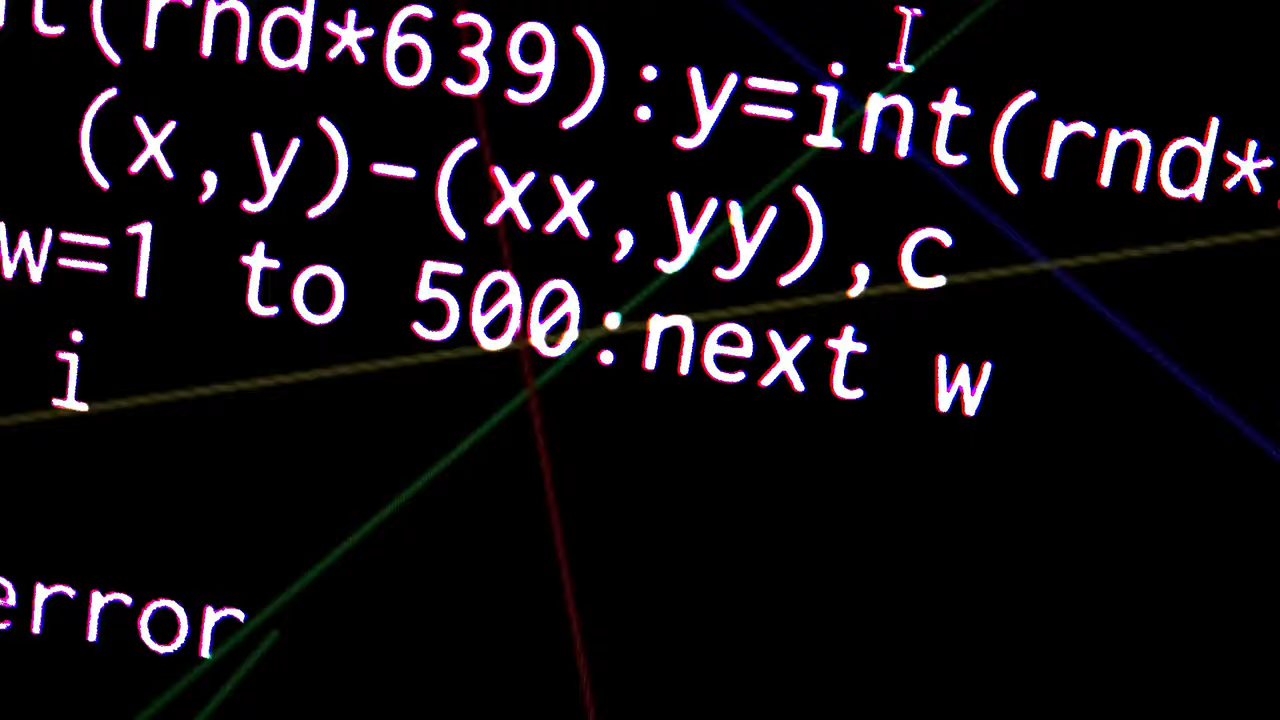 nt(rnd*639):y=int(rnd*
(x,y)-(xx,yy),c
w=1 to 500:next w
i
error